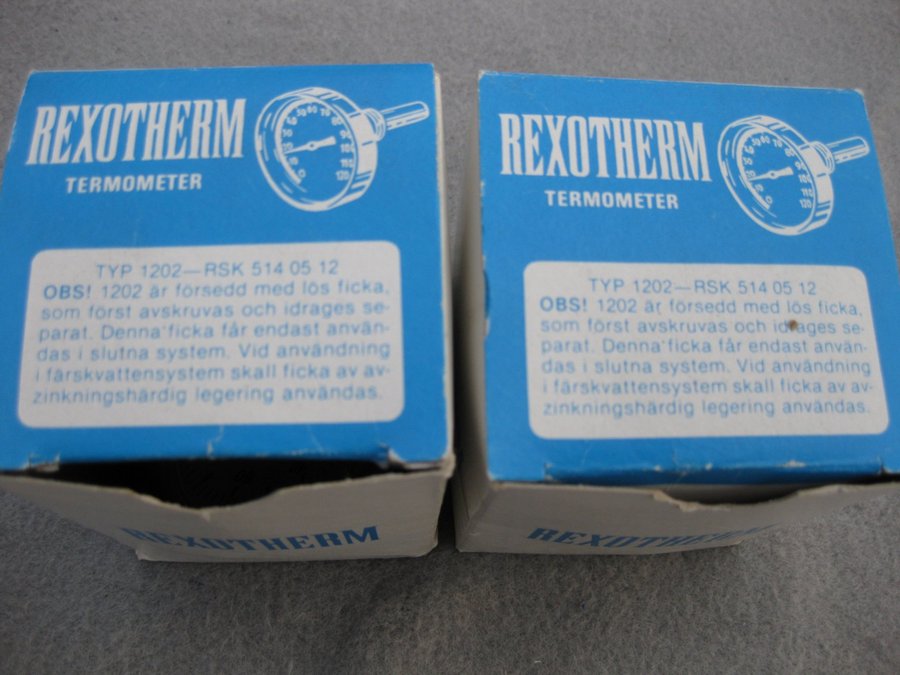 REXOTHERM
TERMOMETER
TYP 1202—RSK 514 05 12
OBS! 1202 är försedd med lös ficka,
som först avskruvas och idrages se-
parat. Denna ficka får endast använ-
das i slutna system. Vid användning
i färskvattensystem skall ficka av av-
zinkningshärdig legering användas.
REXOTHERM
REXOTHERM
TERMOMETER
TYP 1202—RSK 514 05 12
OBS! 1202 är försedd med lös ficka,
som först avskruvas och idrages se-
parat. Denna ficka får endast använ-
das i slutna system. Vid användning
i färskvattensystem skall ficka av av-
zinkningshärdig legering användas.
REXOTHERM